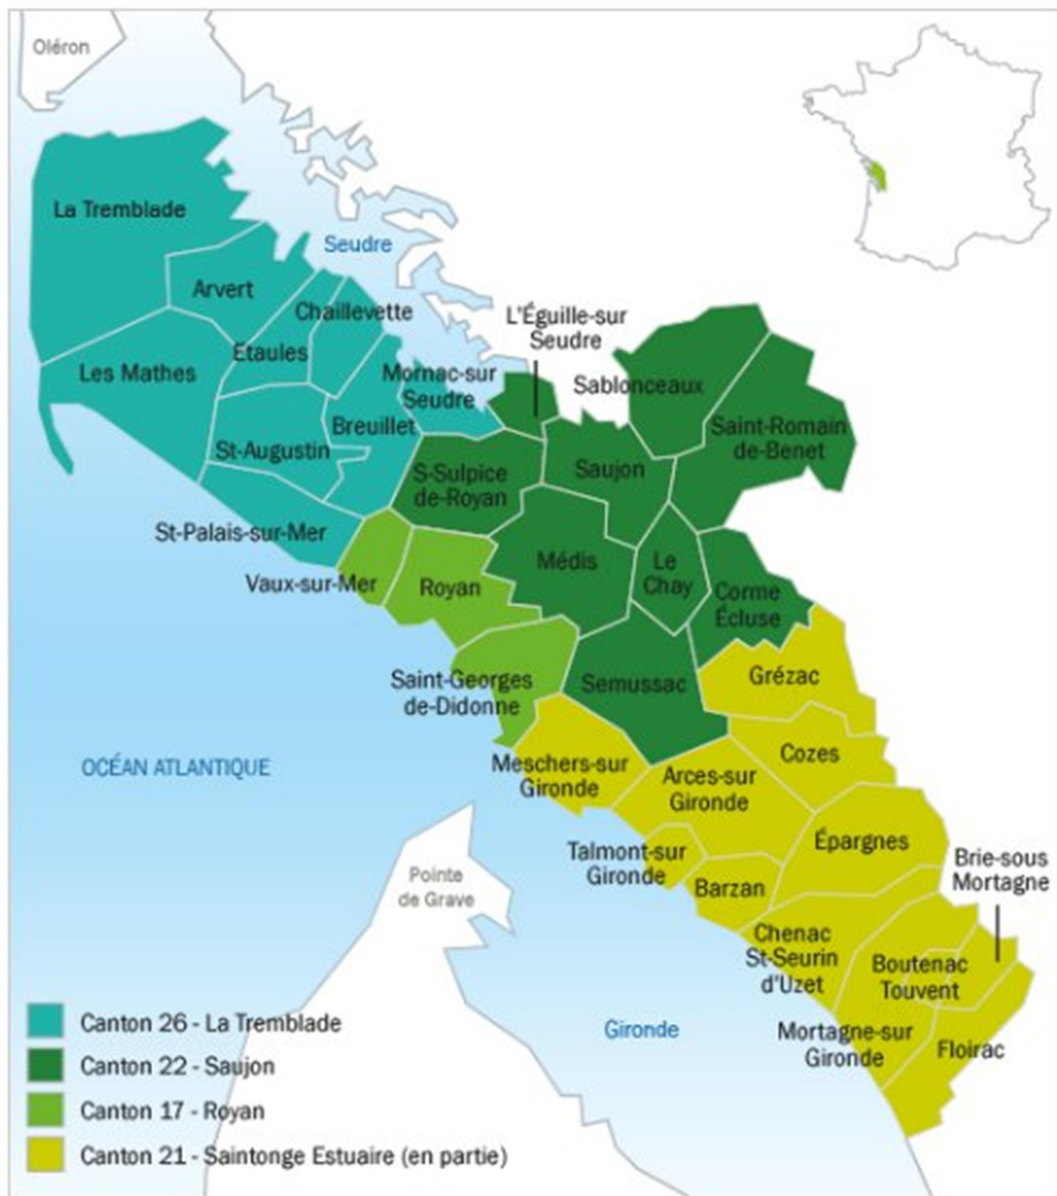 Oléron
La Tremblade
Seudre
Arvert
Chaillevette
L'Éguille-sur
Seudre
Etaules
Les Mathes
Mornac-sur
Seudre
Sablonceaux
Breuillet
Saint-Romain
de-Benet
St-Augustin
S-Sulpice
de-Royan
Saujon
St-Palais-sur-Mer
Médis
Le
Chay
Vaux-sur-Mer
Royan
Corme
Écluse
Saint-Georges
de-Didonne
Semussac
Grézac
OCÉAN ATLANTIQUE
Meschers-sur
Gironde
Arces-sur
Gironde
Cozes
Épargnes
Talmont-sur
Gironde
Brie-sous
Mortagne
Pointe
de Grave
Barzan
Chenac
St-Seurin
d'Uzet
Boutenac
Touvent
Gironde
Mortagne-sur
Gironde
Floirac
Canton 26 - La Tremblade
Canton 22 - Saujon
Canton 17 - Royan
Canton 21 - Saintonge Estuaire (en partie)